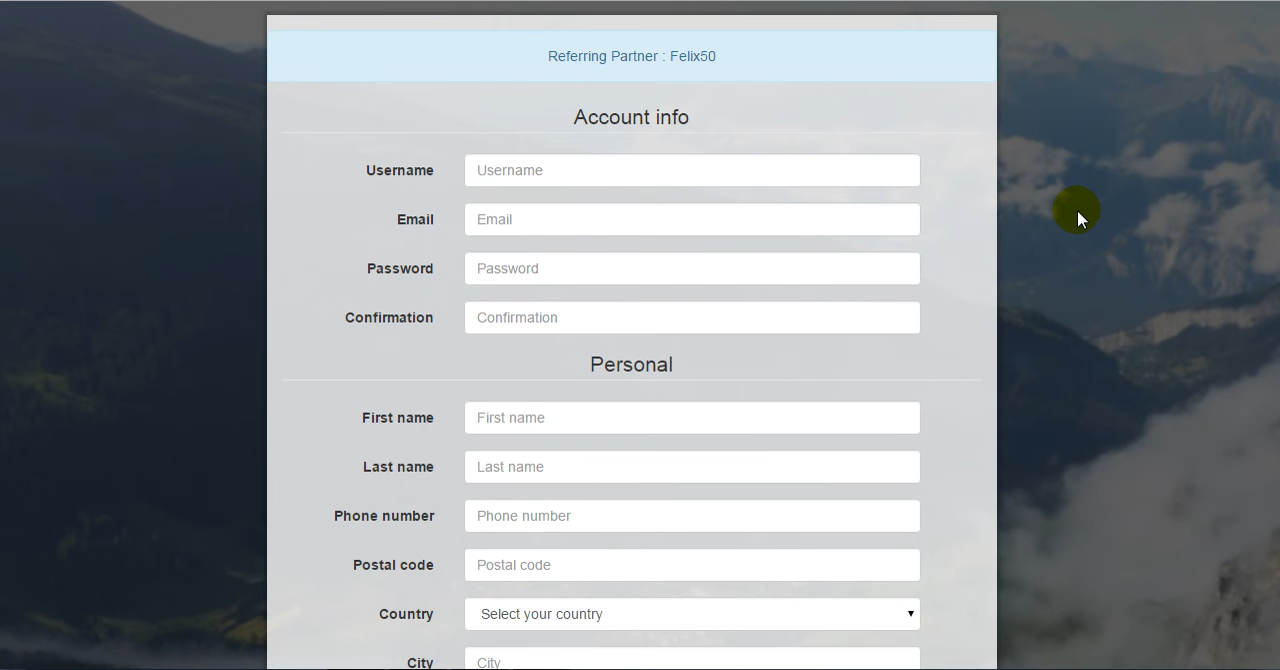 Referring Partner : Felix50
Account info
Username Username
Email Email
Password Password
Confirmation Confirmation
Personal
First name First name
Last name Last name
Phone number Phone number
Postal code Postal code
Country Select your country
City City